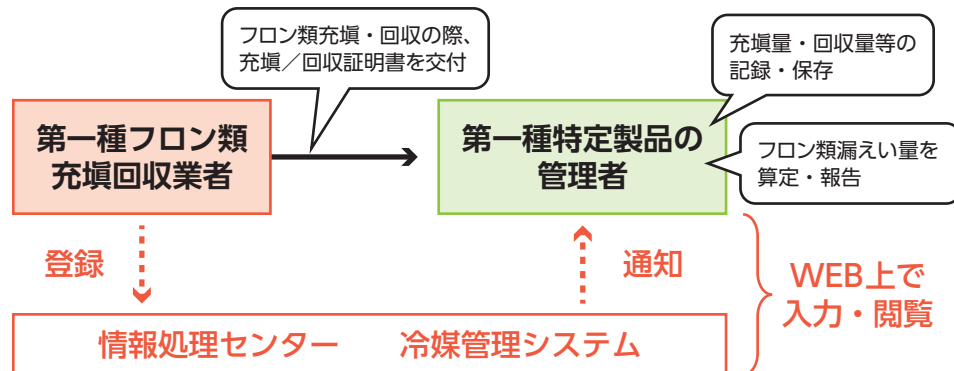 フロン類充塡・回収の際、
充塡／回収証明書を交付
充塡量・回収量等の
記録・保存
第一種フロン類
充塡回収業者
第一種特定製品の
管理者
フロン類漏えい量を
算定・報告
登録
通知
WEB上で
入力・閲覧
情報処理センター　冷媒管理システム